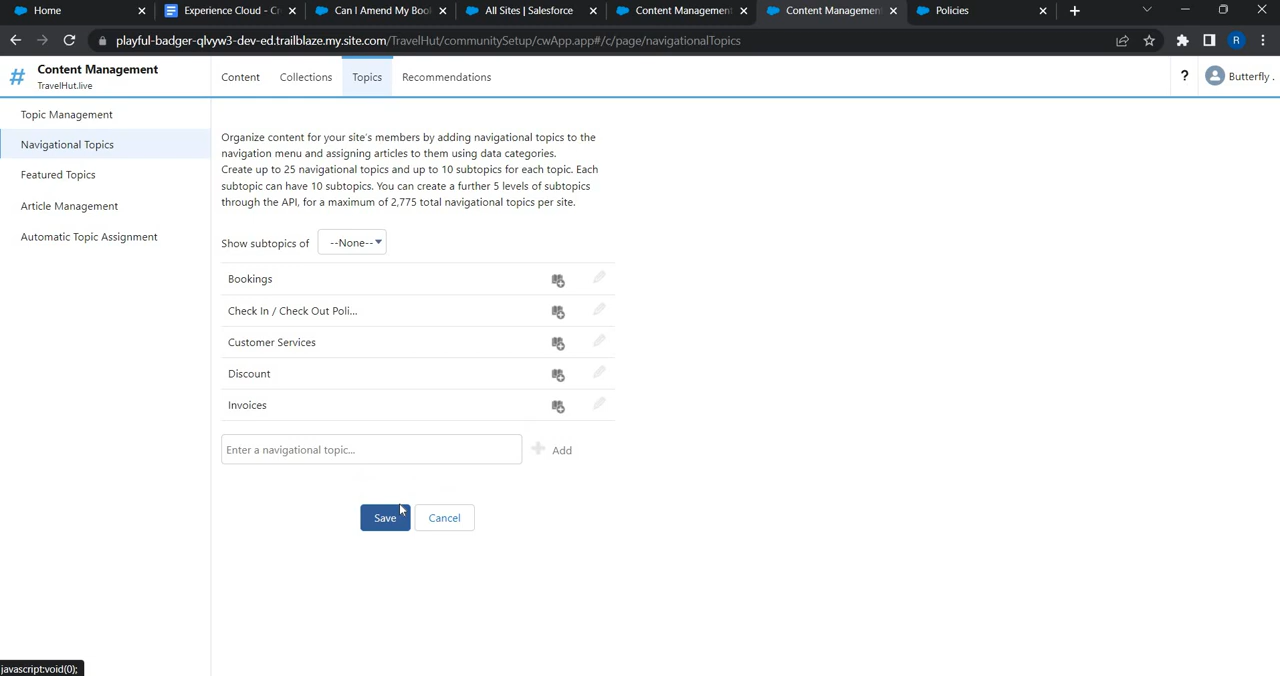 Home
Experience Cloud - Cr
Can I Amend My Boo
All Sites | Salesforce
Content Management
Content Management
Policies
playful-badger-qlvyw3-dev-ed.trailblaze.my.site.com/TravelHut/communitySetup/cwApp.app#/c/page/navigationalTopics
R
# Content Management
TravelHut.live
Content Collections Topics Recommendations
? Butterfly .
Topic Management
Navigational Topics
Featured Topics
Article Management
Automatic Topic Assignment
Organize content for your site's members by adding navigational topics to the
navigation menu and assigning articles to them using data categories.
Create up to 25 navigational topics and up to 10 subtopics for each topic. Each
subtopic can have 10 subtopics. You can create a further 5 levels of subtopics
through the API, for a maximum of 2,775 total navigational topics per site.
Show subtopics of --None--
Bookings
Check In / Check Out Poli...
Customer Services
Discount
Invoices
Enter a navigational topic... Add
Save Cancel
javascript:void(0);